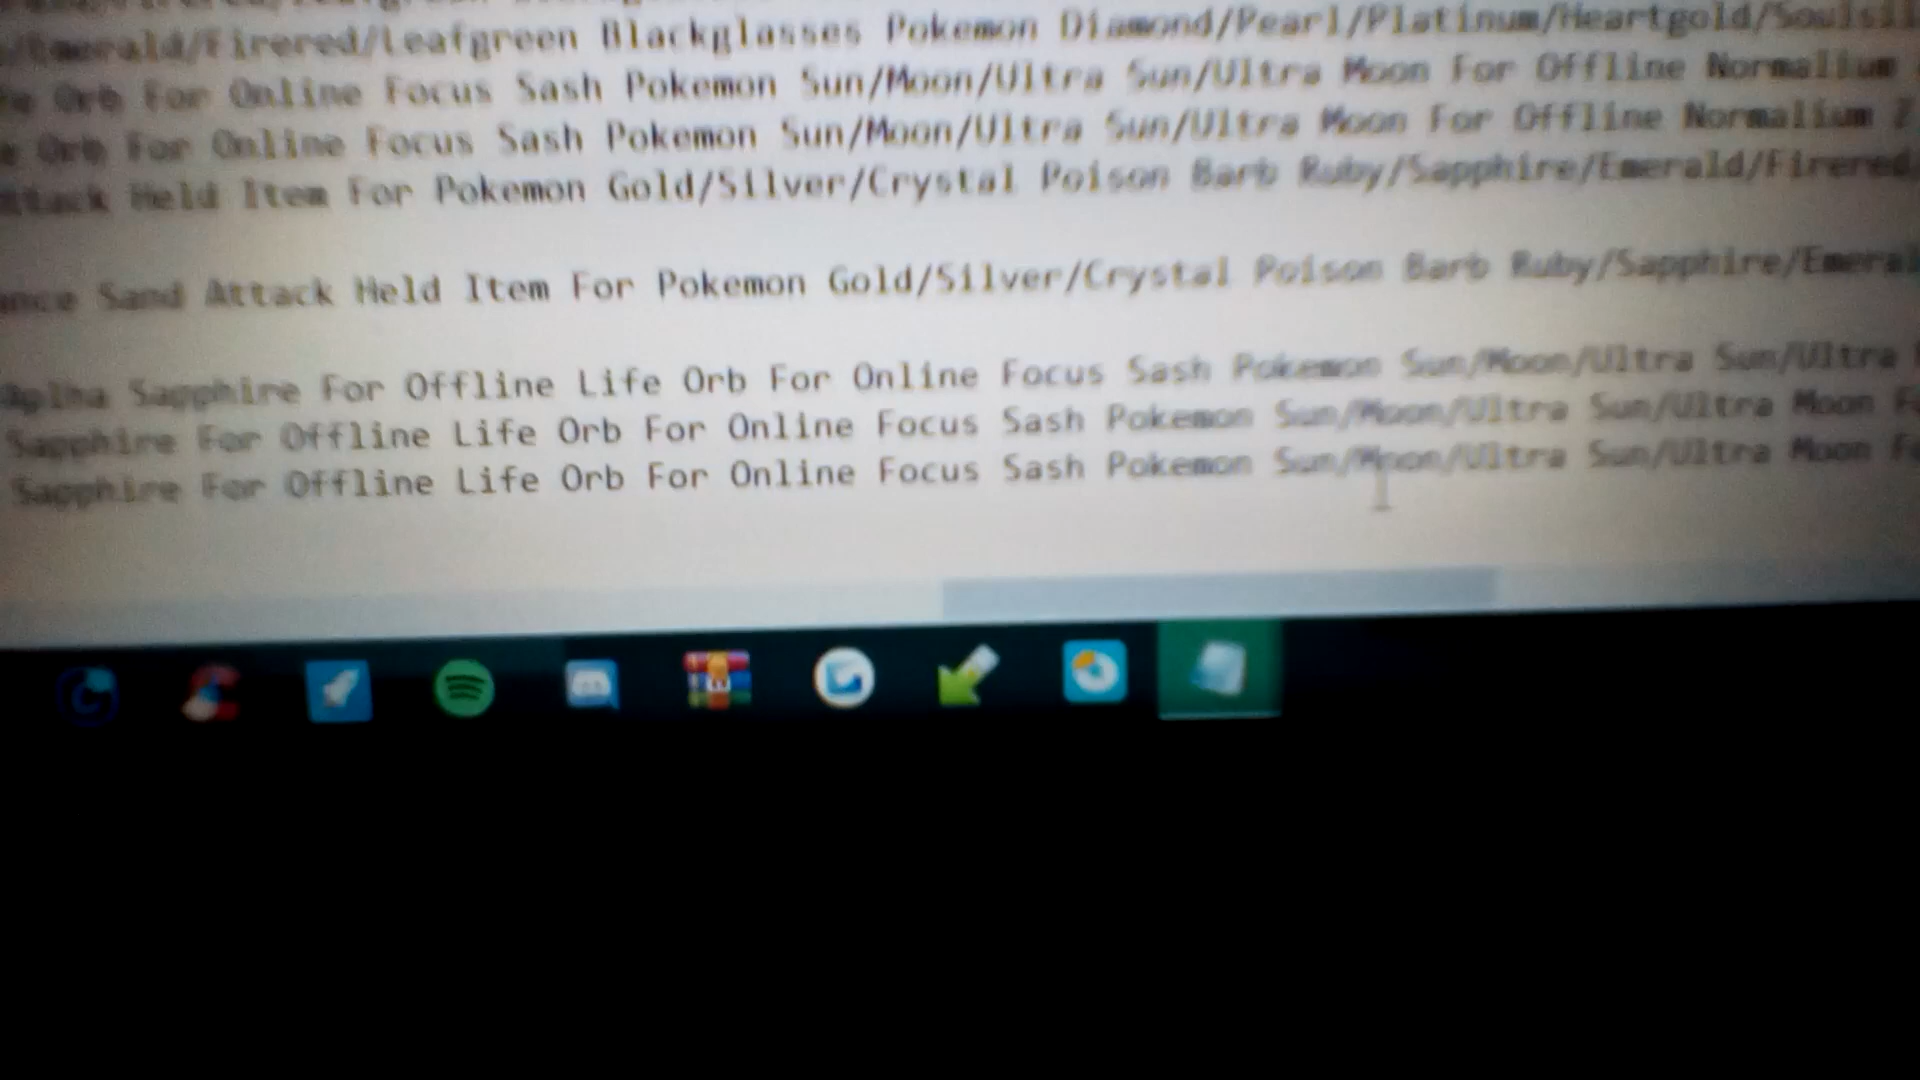 /Emerald/Firered/Leafgreen Blackglasses Pokemon Diamond/Pearl/Platinum/Heartgold/
Orb For Online Focus Sash Pokemon Sun/Moon/Ultra Sun/Ultra Moon For Offline Normalium
Orb For Online Focus Sash Pokemon Sun/Moon/Ultra Sun/Ultra Moon For Offline Normalium Z
Held Item For Pokemon Gold/Silver/Crystal Poison Barb Ruby/Sapphire/Emerald/Firered/
Sand Attack Held Item For Pokemon Gold/Silver/Crystal Poison Barb Ruby/Sapphire/
Sapphire For Offline Life Orb For Online Focus Sash Pokemon Sun/Moon/Ultra Sun/Ultra
Sapphire For Offline Life Orb For Online Focus Sash Pokemon Sun/Moon/Ultra Sun/Ultra Moon
Sapphire For Offline Life Orb For Online Focus Sash Pokemon Sun/Moon/Ultra Sun/Ultra Moon